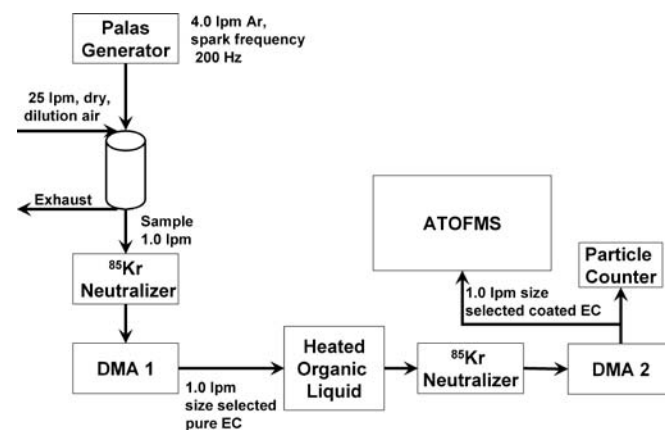 Palas
Generator
4.0 lpm Ar,
spark frequency
200 Hz
25 lpm, dry,
dilution air
Exhaust
Sample
1.0 lpm
⁸⁵Kr
Neutralizer
DMA 1
1.0 lpm
size selected
pure EC
Heated
Organic
Liquid
⁸⁵Kr
Neutralizer
DMA 2
1.0 lpm size
selected coated EC
ATOFMS
Particle
Counter